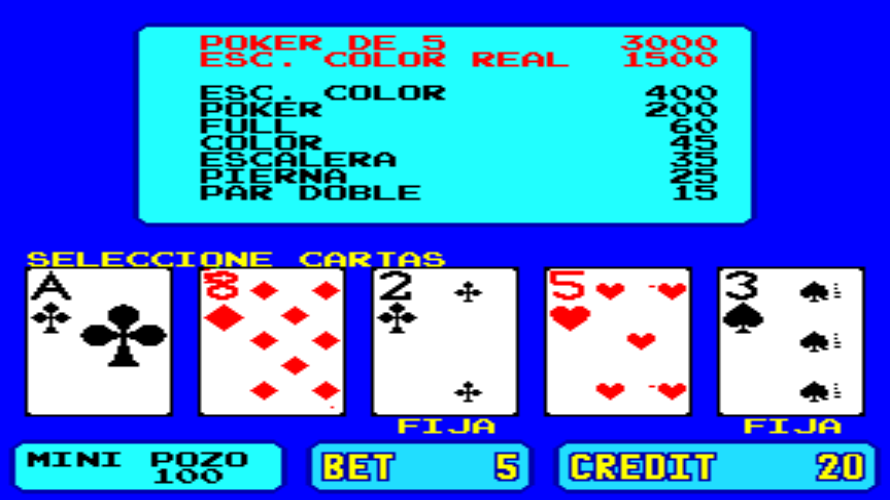 POKER DE 5 3000
ESC. COLOR REAL 1500
ESC. COLOR 400
POKER 200
FULL 60
COLOR 45
ESCALERA 35
PIERNA 25
PAR DOBLE 15
SELECCIONE CARTAS
A 8 2 5 3
FIJA FIJA
MINI POZO BET 5 CREDIT 20
100